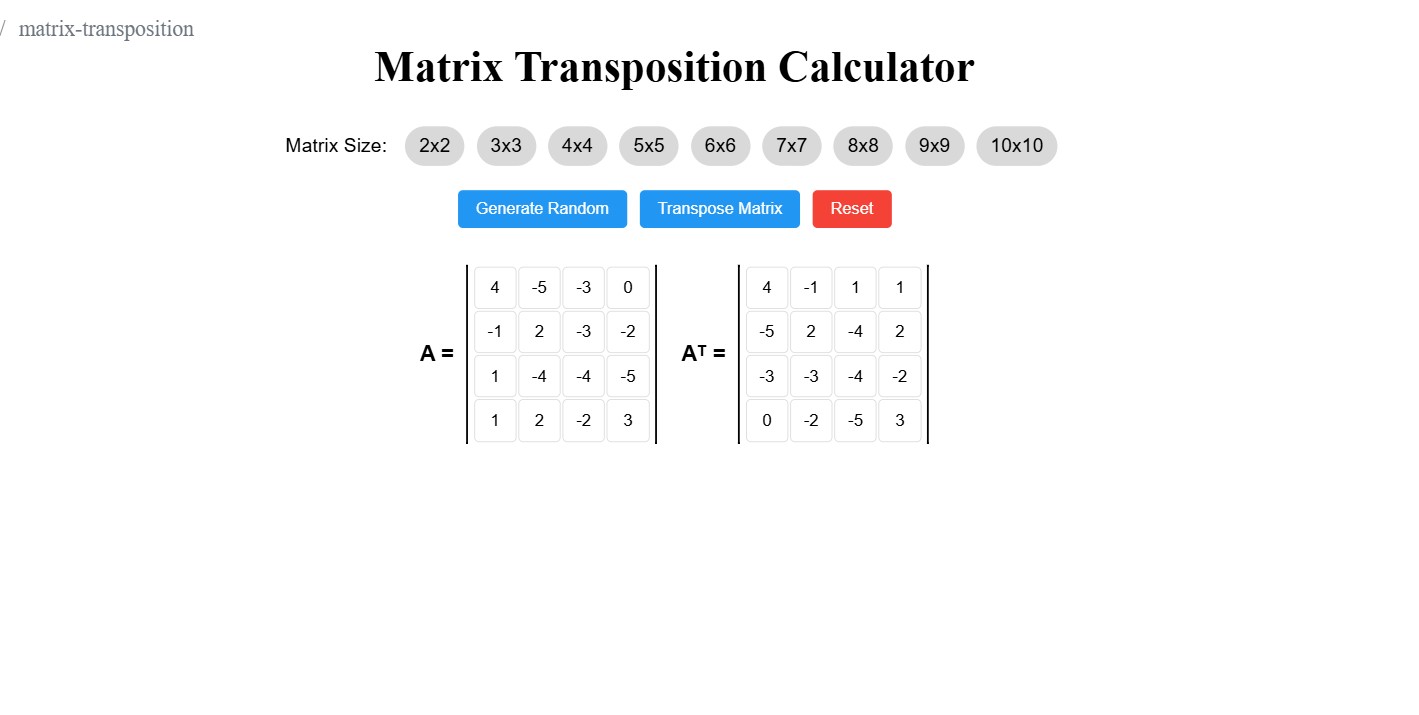 / matrix-transposition
Matrix Transposition Calculator
Matrix Size: 2x2 3x3 4x4 5x5 6x6 7x7 8x8 9x9 10x10
Generate Random Transpose Matrix Reset
4 -5 -3 0 4 -1 1 1
-1 2 -3 -2 -5 2 -4 2
A = Aᵀ =
1 -4 -4 -5 -3 -3 -4 -2
1 2 -2 3 0 -2 -5 3